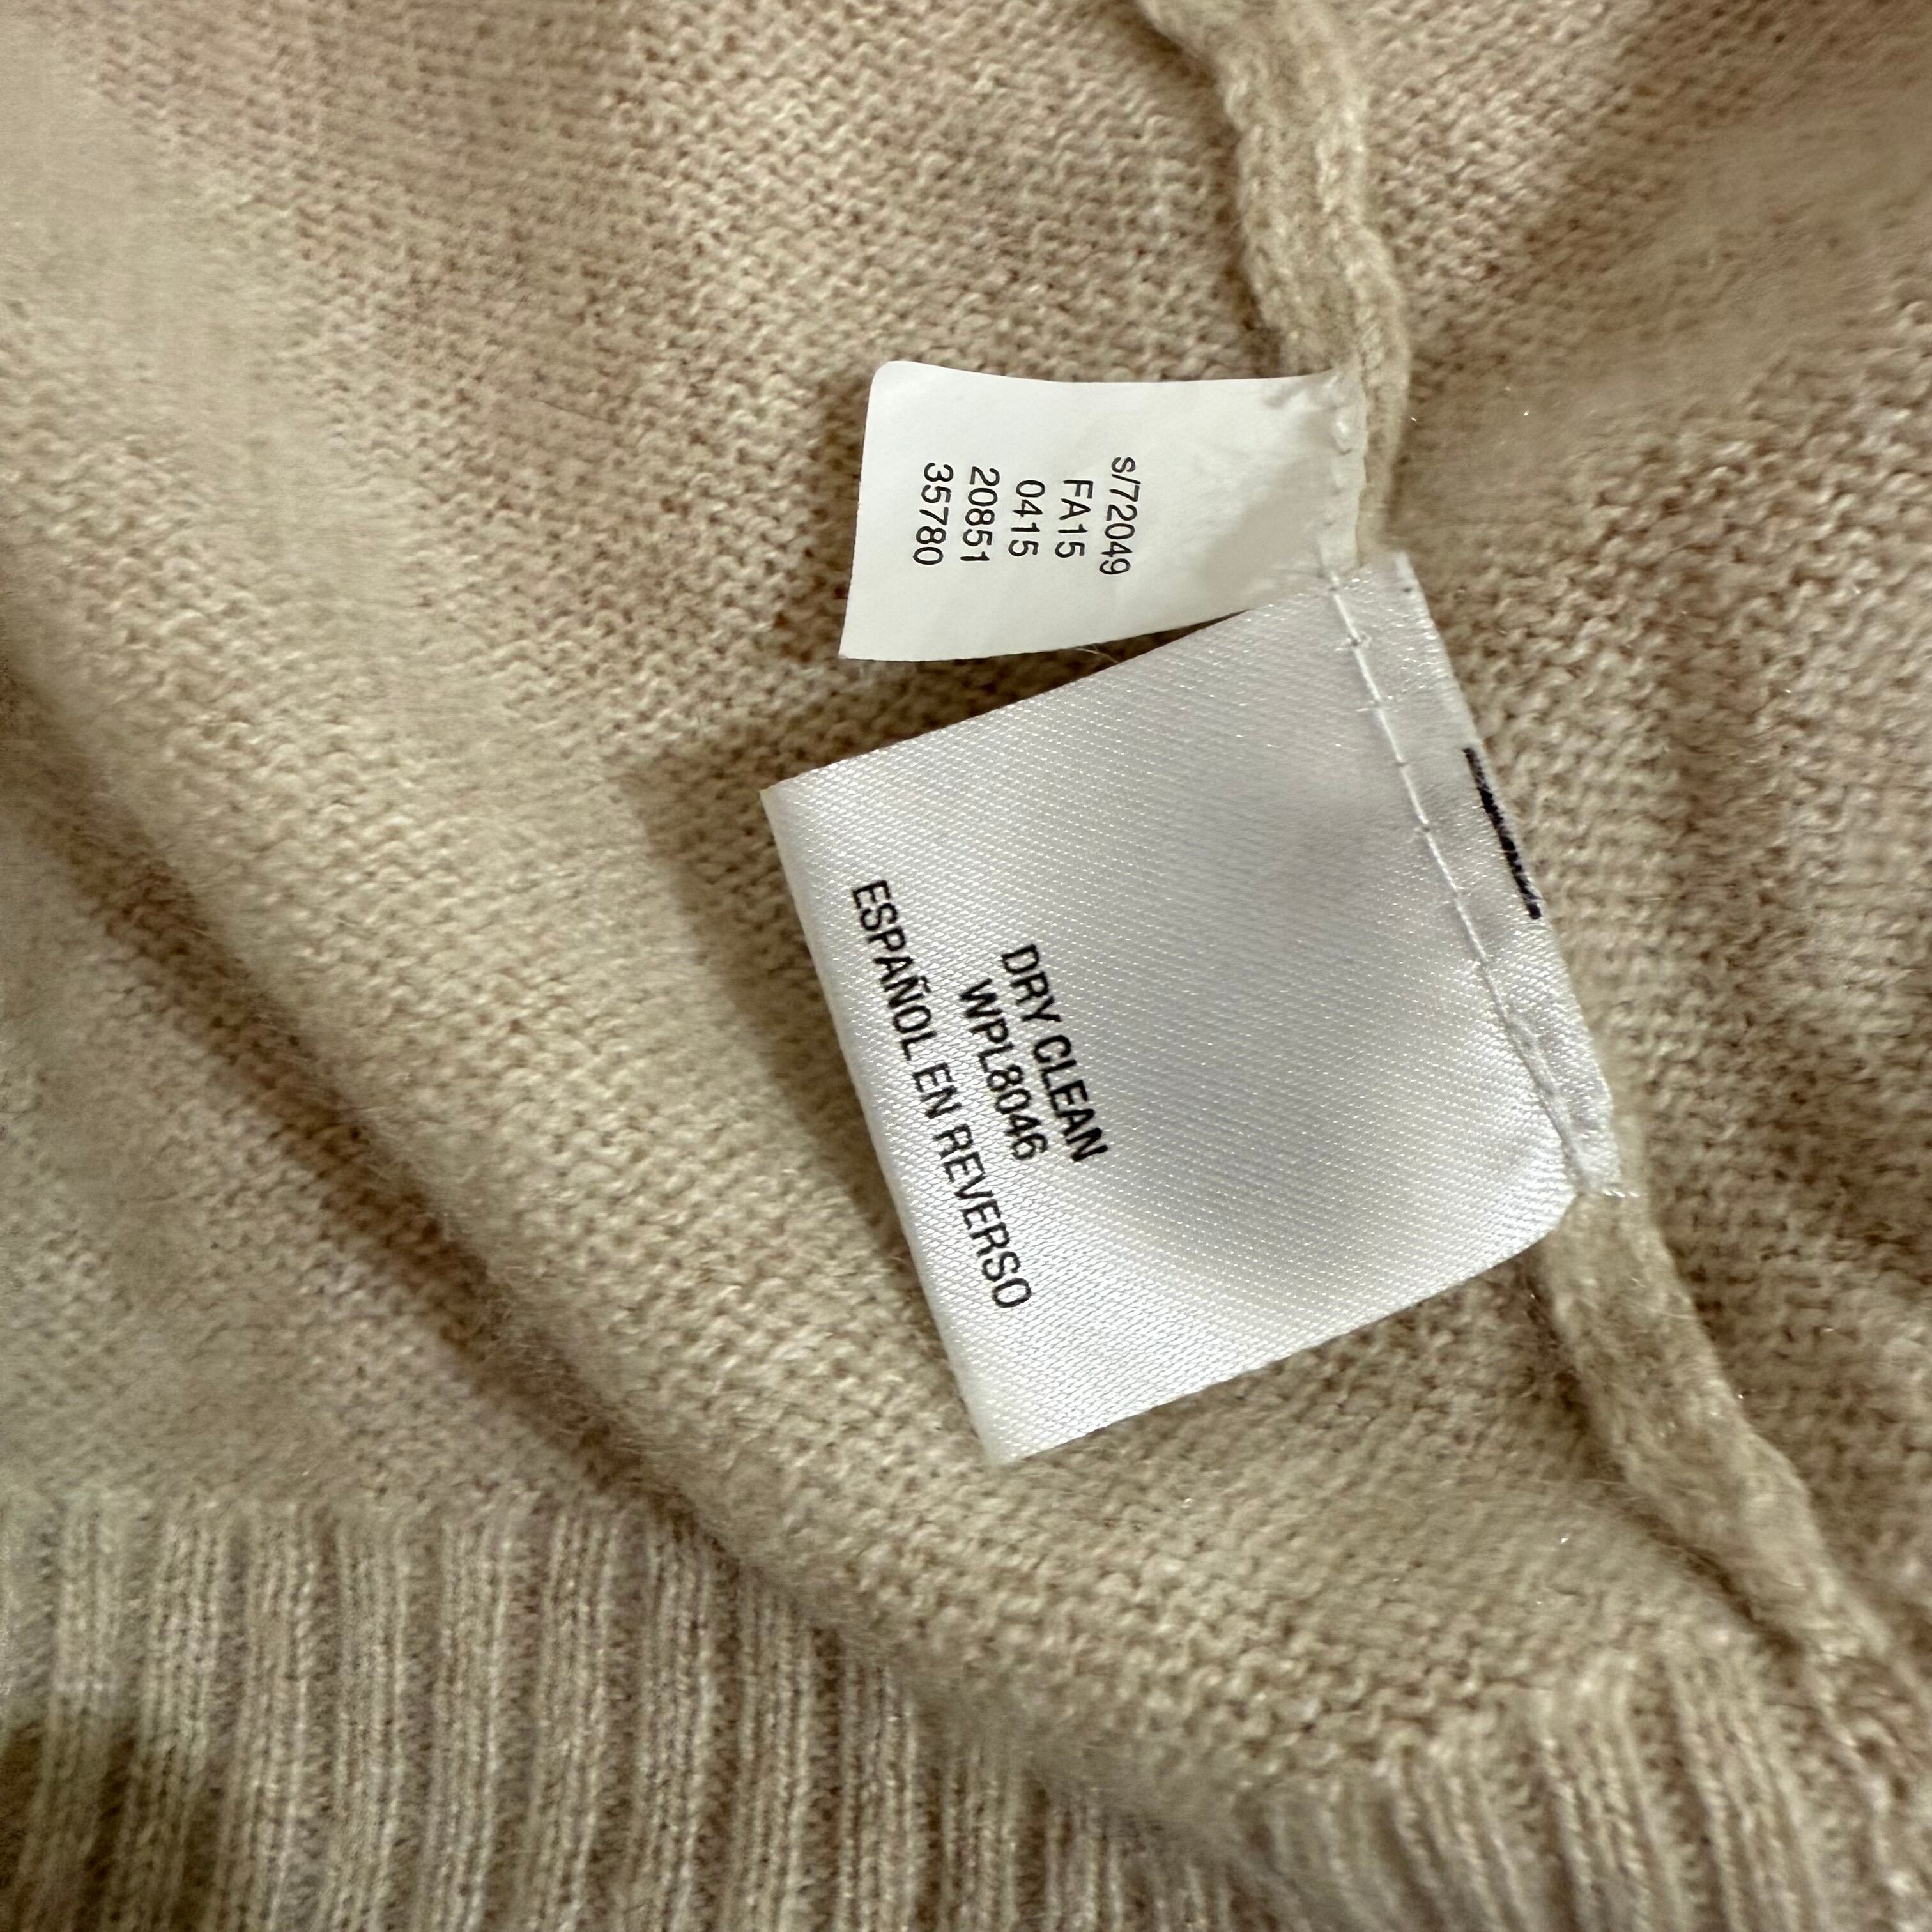 s/72049
FA15
0415
20851
35780
DRY CLEAN
WPL8046
ESPAÑOL EN REVERSO